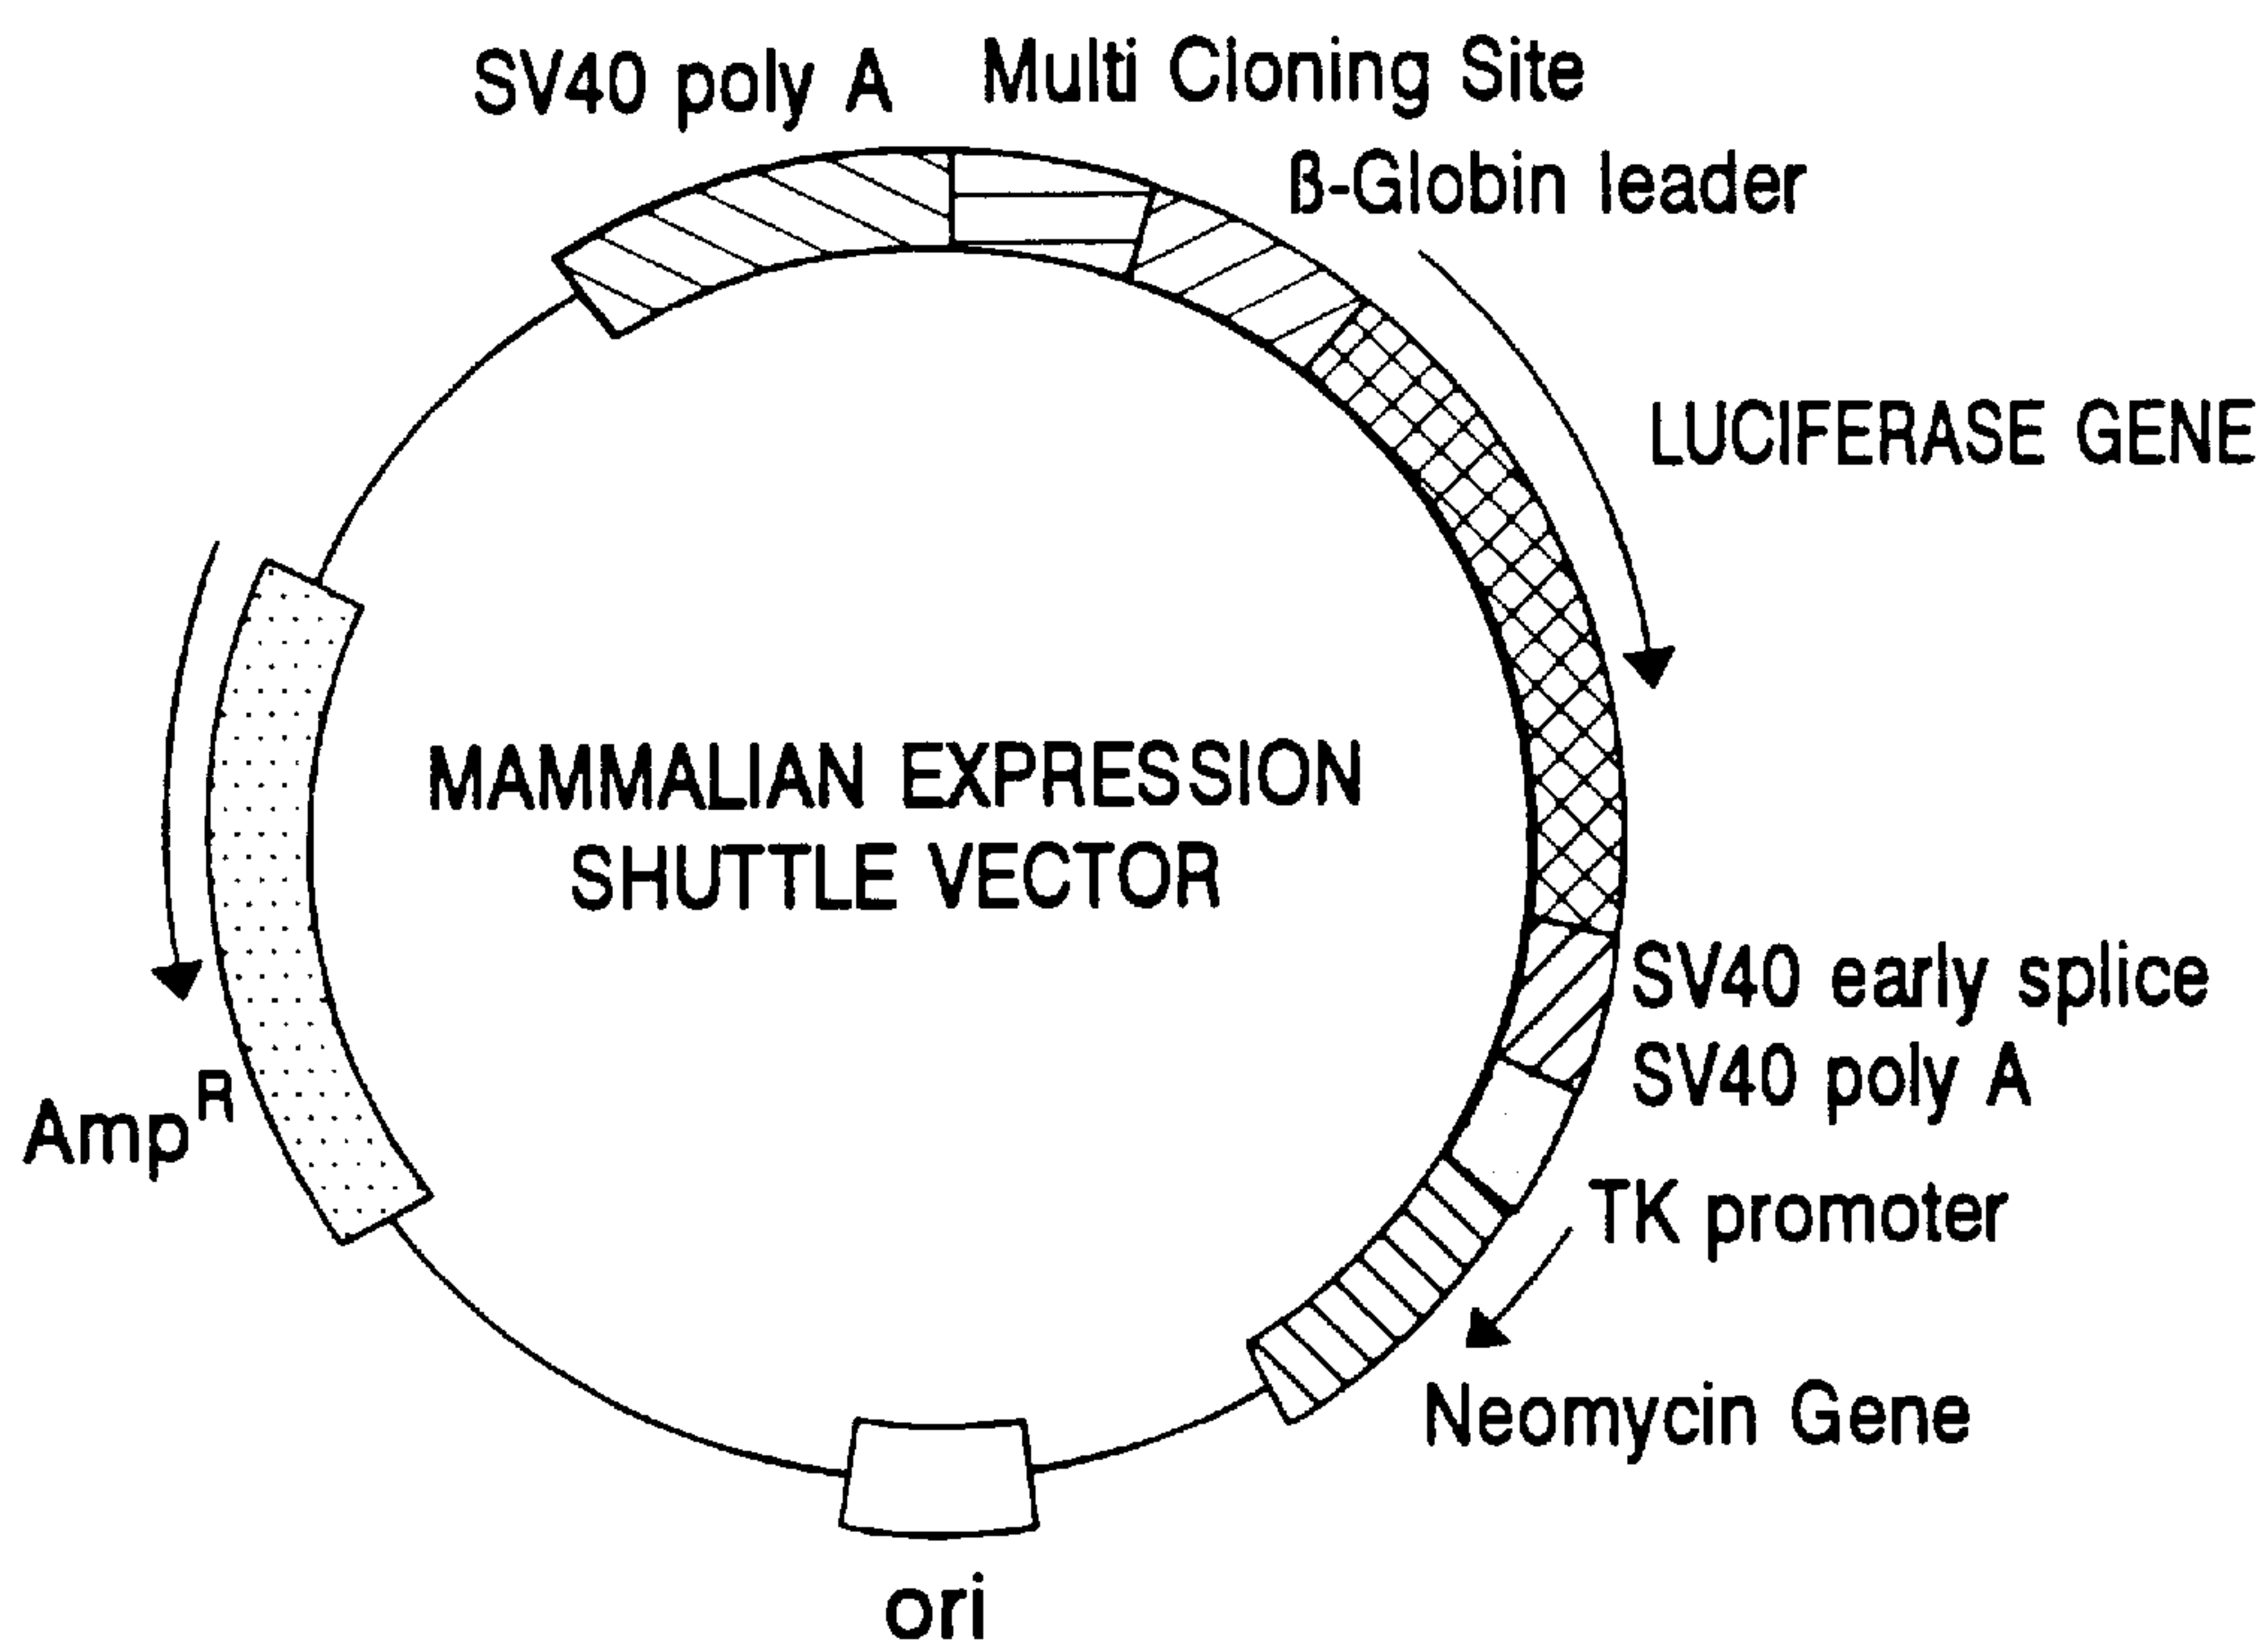 SV40 poly A
Multi Cloning Site
ß-Globin leader
LUCIFERASE GENE
MAMMALIAN EXPRESSION
SHUTTLE VECTOR
SV40 early splice
SV40 poly A
Amp^R
TK promoter
Neomycin Gene
ori